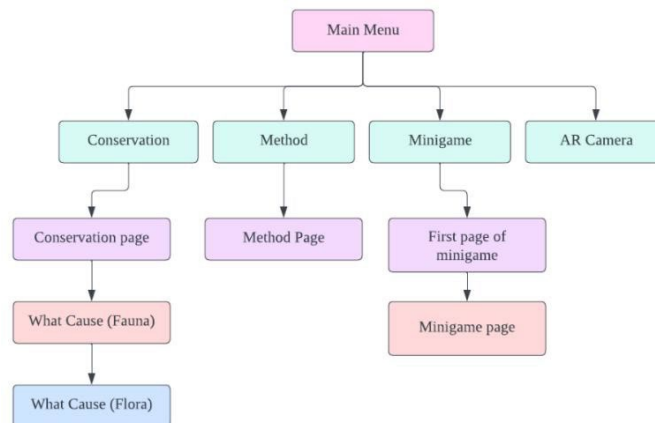 Main Menu
Conservation
Method
Minigame
AR Camera
Conservation page
Method Page
First page of
minigame
What Cause (Fauna)
Minigame page
What Cause (Flora)